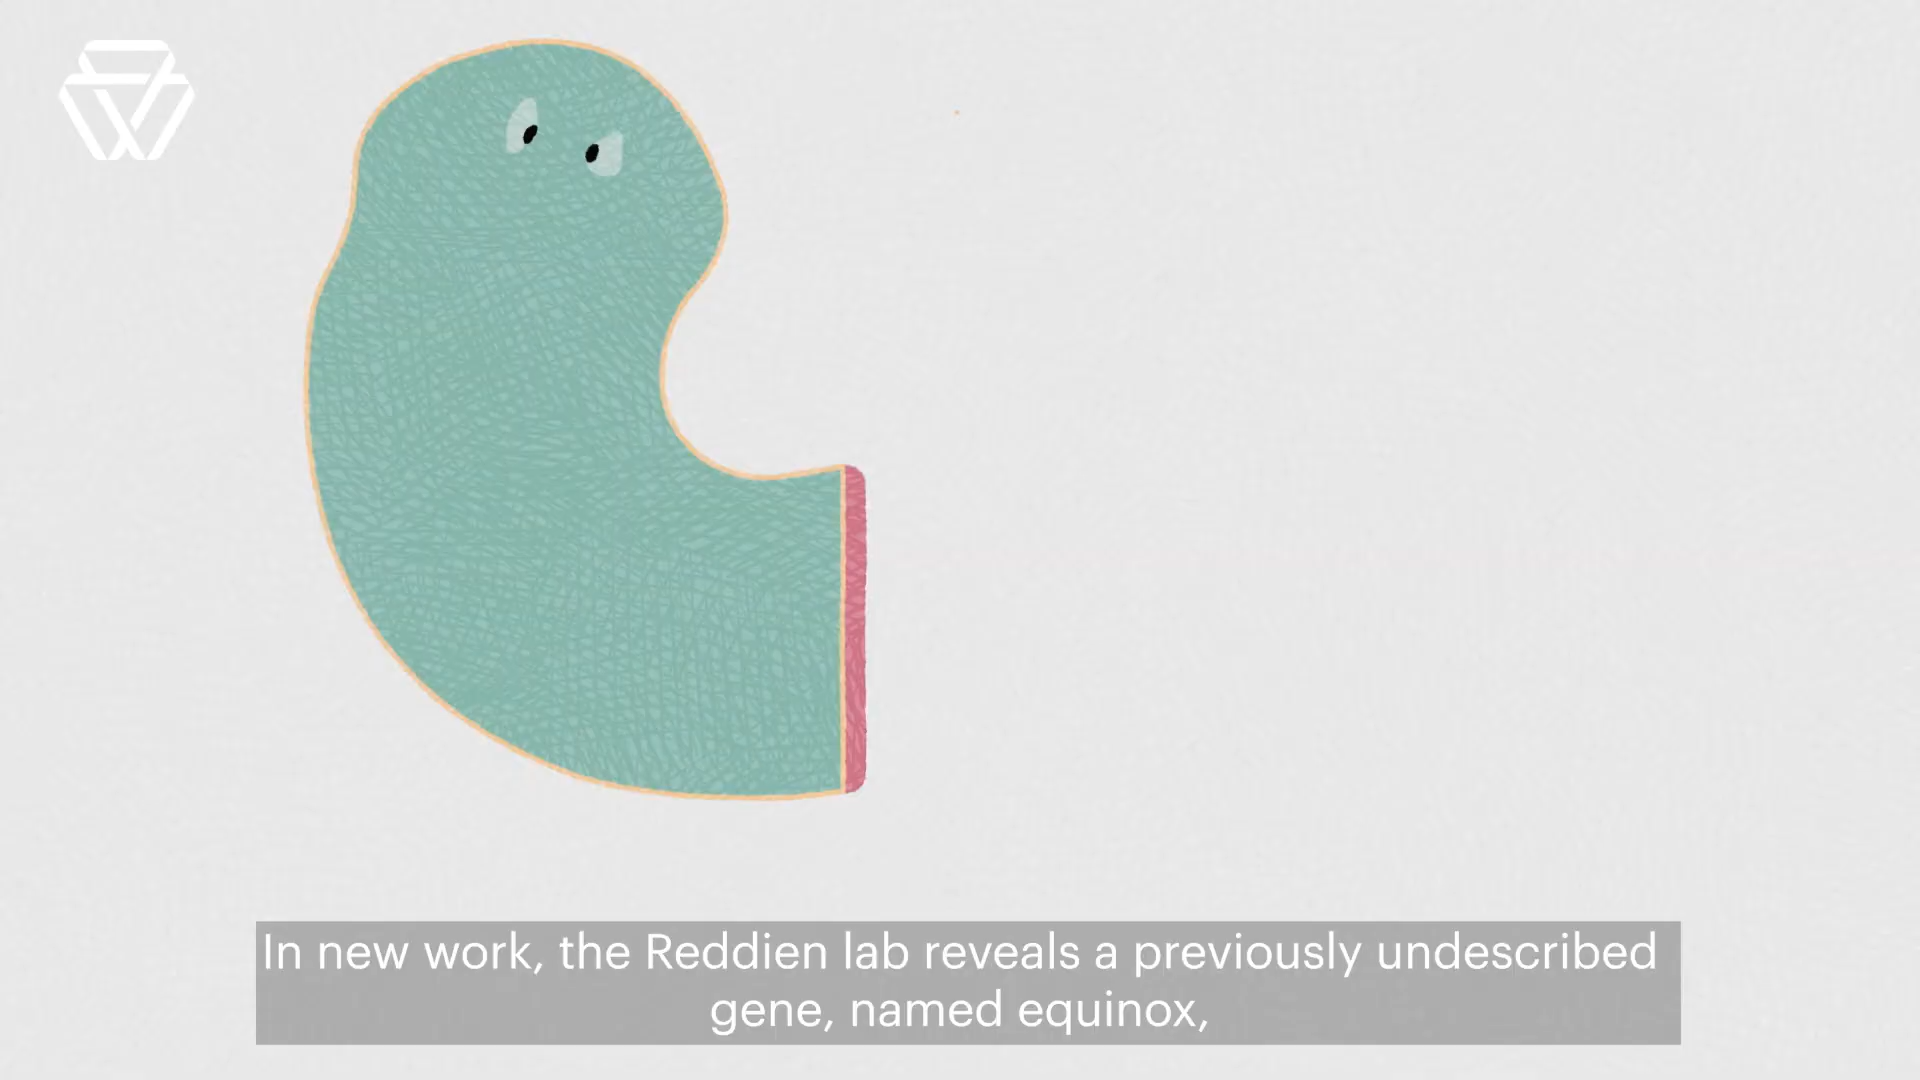 In new work, the Reddien lab reveals a previously undescribed
gene, named equinox,